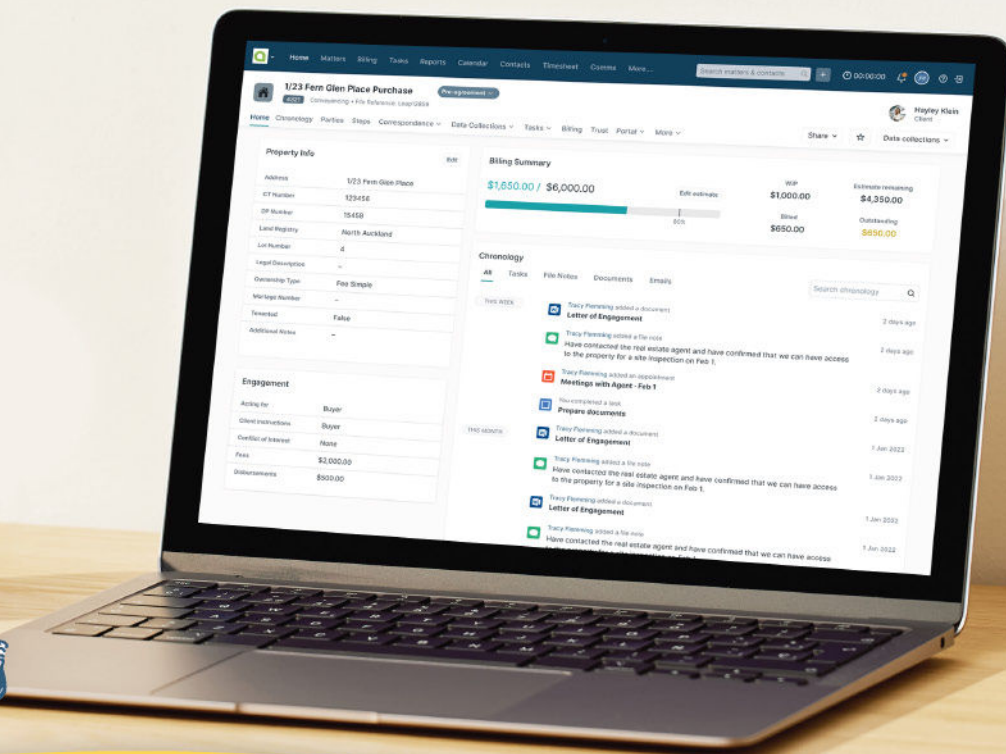 Home Matters Billing Tasks Reports Calendar Contacts Timesheet Comms More...
Search matters & contacts
+
00:00:00
1/23 Fern Glen Place Purchase
Pre-agreement
Conveyancing • File Reference:
Hayley Klein
Client
Home Chronology Parties Steps Correspondence Data Collections Tasks Billing Trust Portal More
Share
Data collections
Property Info
Edit
Address 1/23 Fern Glen Place
CT Number 123456
DP Number 15458
Land Registry North Auckland
Lot Number 4
Legal Description –
Ownership Type Fee Simple
Mortage Number –
Tenanted False
Additional Notes –
Engagement
Acting for Buyer
Client Instructions Buyer
Conflict of Interest None
Fees $2,000.00
Disbursements $500.00
Billing Summary
$1,650.00 / $6,000.00
Edit estimate
80%
WIP
$1,000.00
Estimate remaining
$4,350.00
Billed
$650.00
Outstanding
$650.00
Chronology
All Tasks File Notes Documents Emails
Search chronology
THIS WEEK
Tracy Flemming added a document
Letter of Engagement
2 days ago
Tracy Flemming added a file note
Have contacted the real estate agent and have confirmed that we can have access
to the property for a site inspection on Feb 1.
2 days ago
Tracy Flemming added an appointment
Meetings with Agent - Feb 1
2 days ago
You completed a task
Prepare documents
2 days ago
THIS MONTH
Tracy Flemming added a document
Letter of Engagement
1 Jan 2022
Tracy Flemming added a file note
Have contacted the real estate agent and have confirmed that we can have access
to the property for a site inspection on Feb 1.
1 Jan 2022
Tracy Flemming added a document
Letter of Engagement
1 Jan 2022
Tracy Flemming added a file note
Have contacted the real estate agent and have confirmed that we can have access
1 Jan 2022